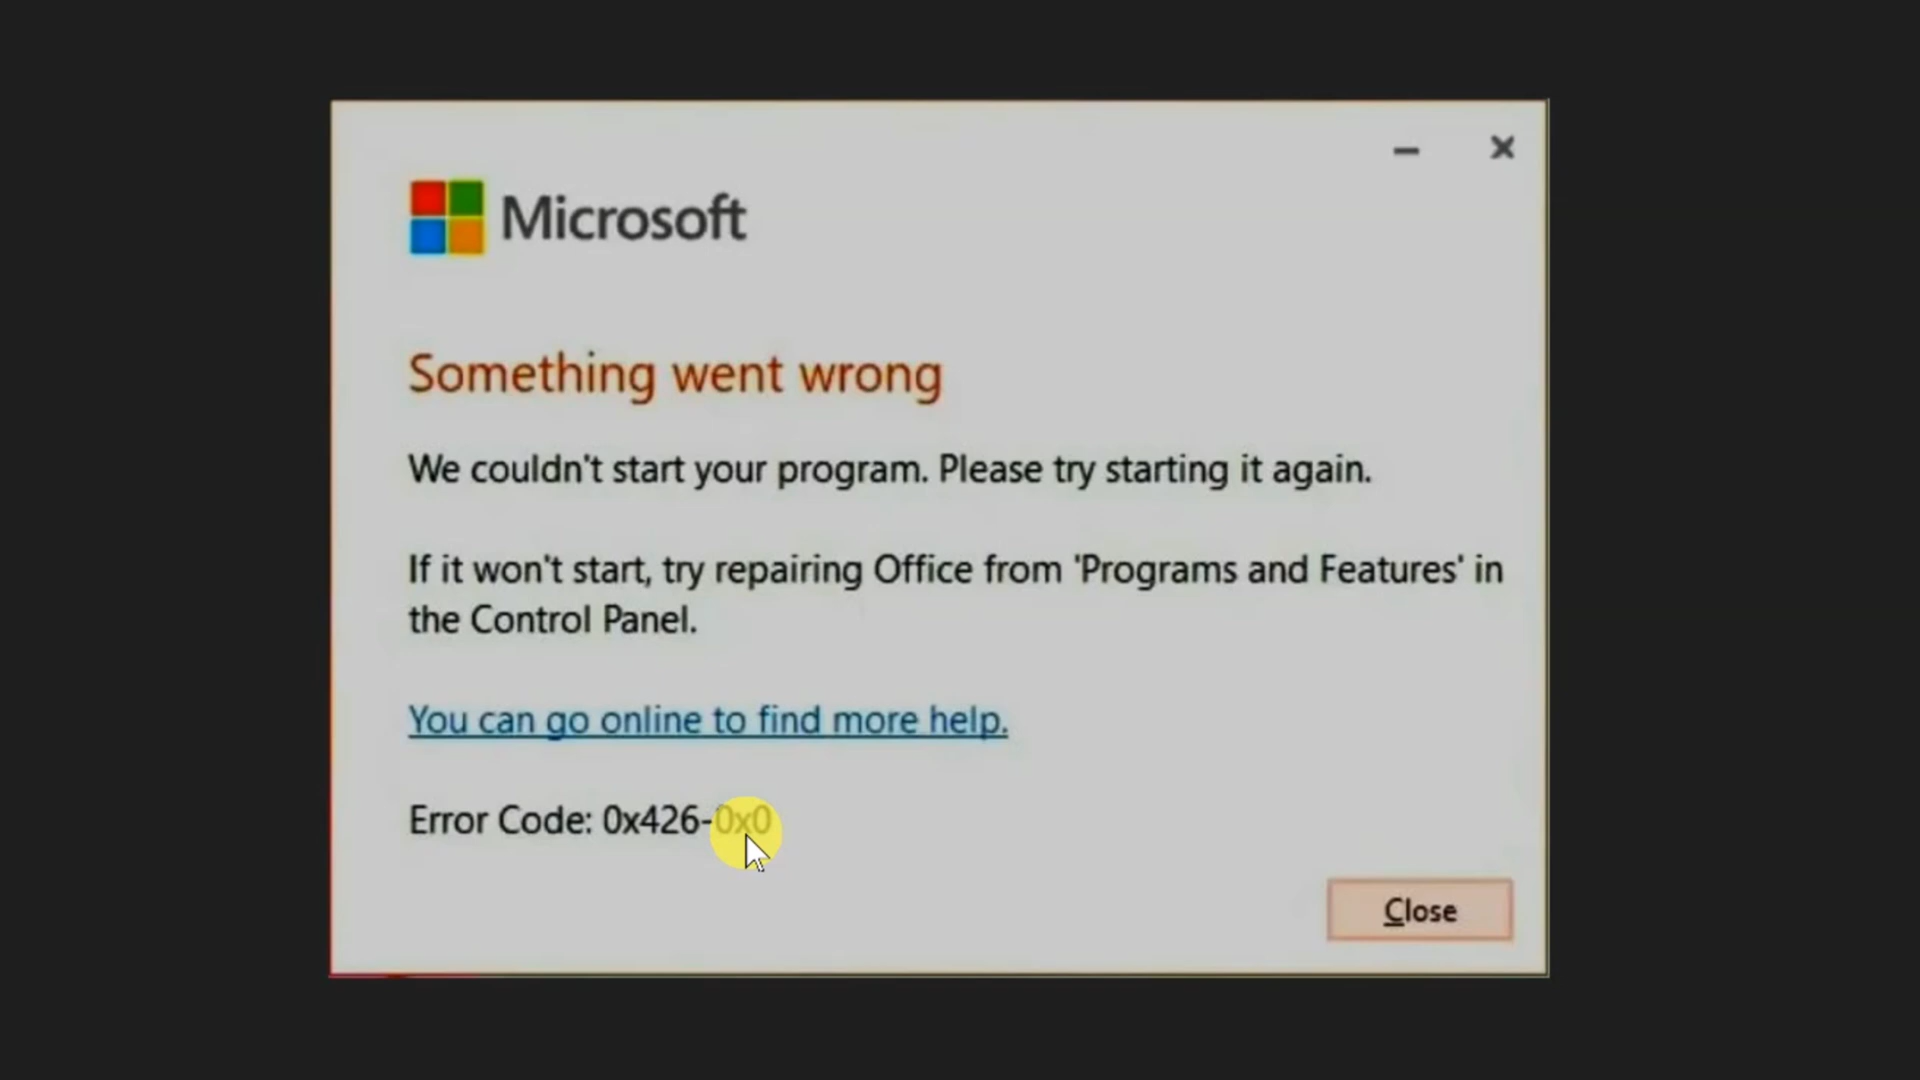 Microsoft
Something went wrong
We couldn't start your program. Please try starting it again.
If it won't start, try repairing Office from 'Programs and Features' in
the Control Panel.
You can go online to find more help.
Error Code: 0x426-0x0
Close